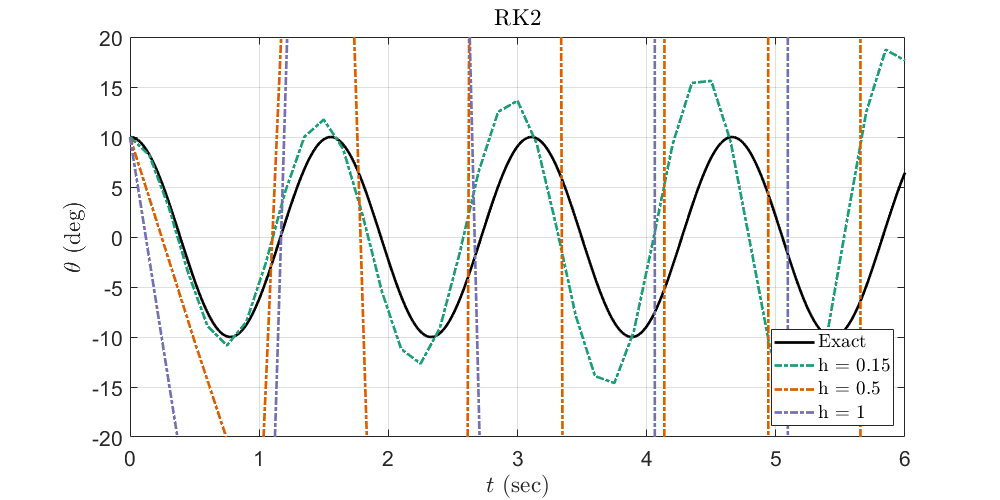 RK2
20
15
10
5
0
-5
-10
-15
-20
θ (deg)
0 1 2 3 4 5 6
t (sec)
Exact
h = 0.15
h = 0.5
h = 1